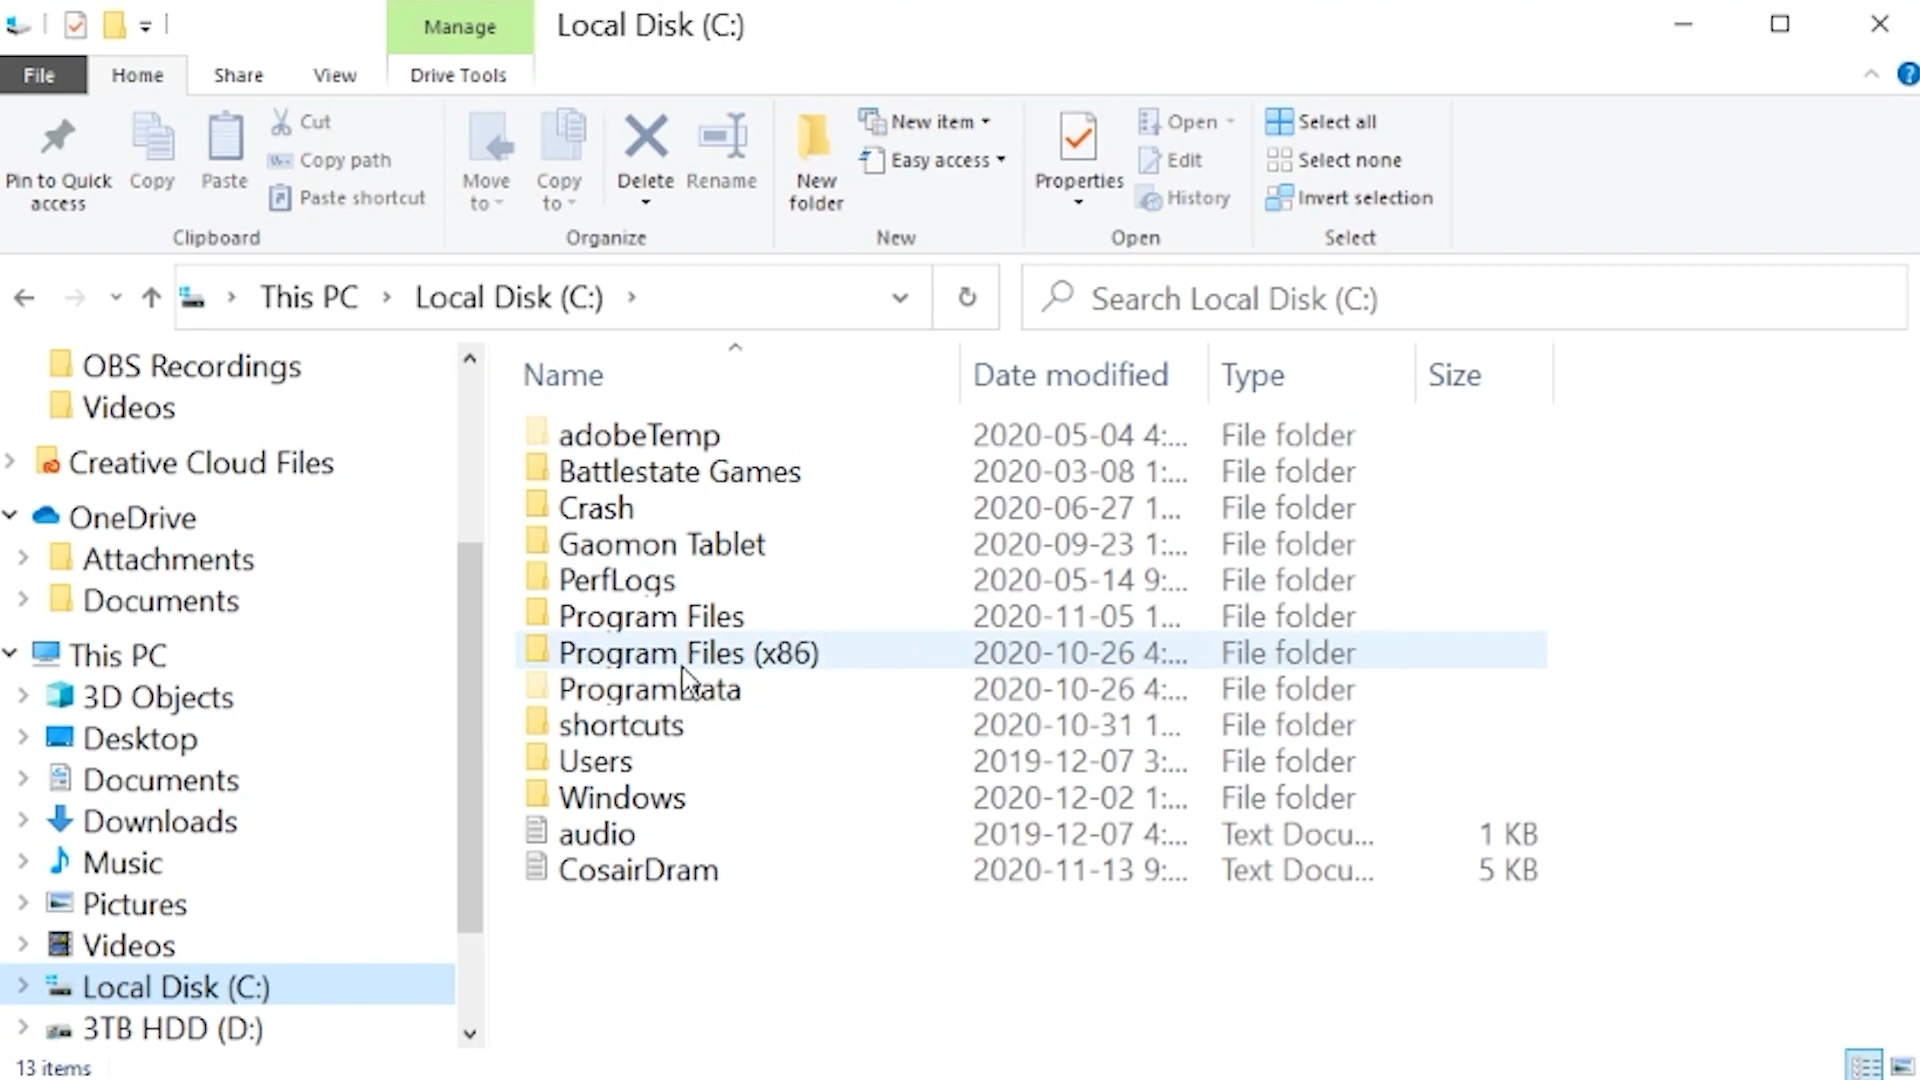 Manage
Local Disk (C:)
File
Home
Share
View
Drive Tools
Pin to Quick
access
Copy
Paste
Cut
Copy path
Paste shortcut
Clipboard
Move
to
Copy
to
Delete
Rename
Organize
New
folder
New item
Easy access
New
Properties
Open
Edit
History
Open
Select all
Select none
Invert selection
Select
This PC
Local Disk (C:)
Search Local Disk (C:)
OBS Recordings
Videos
Creative Cloud Files
OneDrive
Attachments
Documents
This PC
3D Objects
Desktop
Documents
Downloads
Music
Pictures
Videos
Local Disk (C:)
3TB HDD (D:)
Name Date modified Type Size
adobeTemp 2020-05-04 4:... File folder
Battlestate Games 2020-03-08 1:... File folder
Crash 2020-06-27 1... File folder
Gaomon Tablet 2020-09-23 1:... File folder
PerfLogs 2020-05-14 9:... File folder
Program Files 2020-11-05 1... File folder
Program Files (x86) 2020-10-26 4:... File folder
ProgramData 2020-10-26 4:... File folder
shortcuts 2020-10-31 1... File folder
Users 2019-12-07 3:... File folder
Windows 2020-12-02 1:... File folder
audio 2019-12-07 4:... Text Docu... 1 KB
CosairDram 2020-11-13 9:... Text Docu... 5 KB
13 items